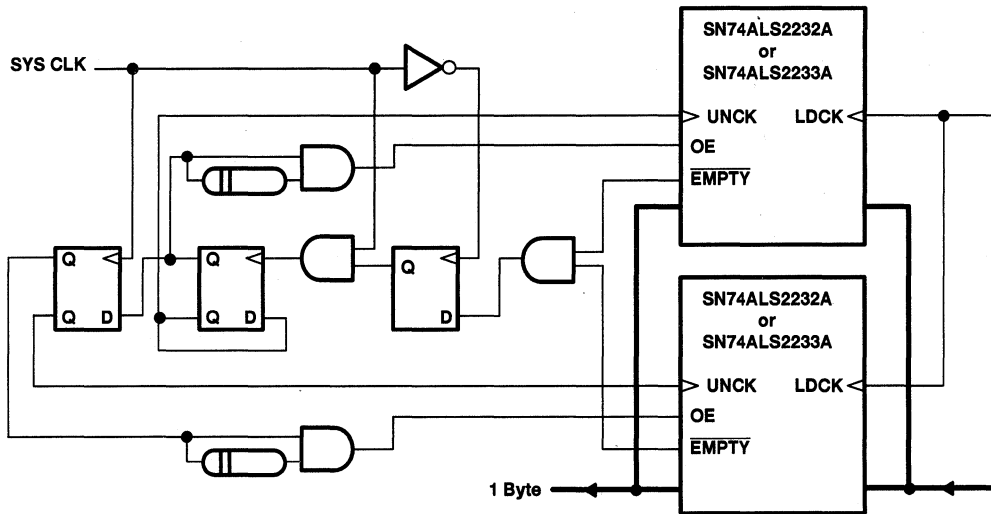 SN74ALS2232A
or
SN74ALS2233A
SYS CLK
UNCK LDCK
OE
EMPTY
Q Q Q
Q D Q D D
SN74ALS2232A
or
SN74ALS2233A
UNCK LDCK
OE
EMPTY
1 Byte